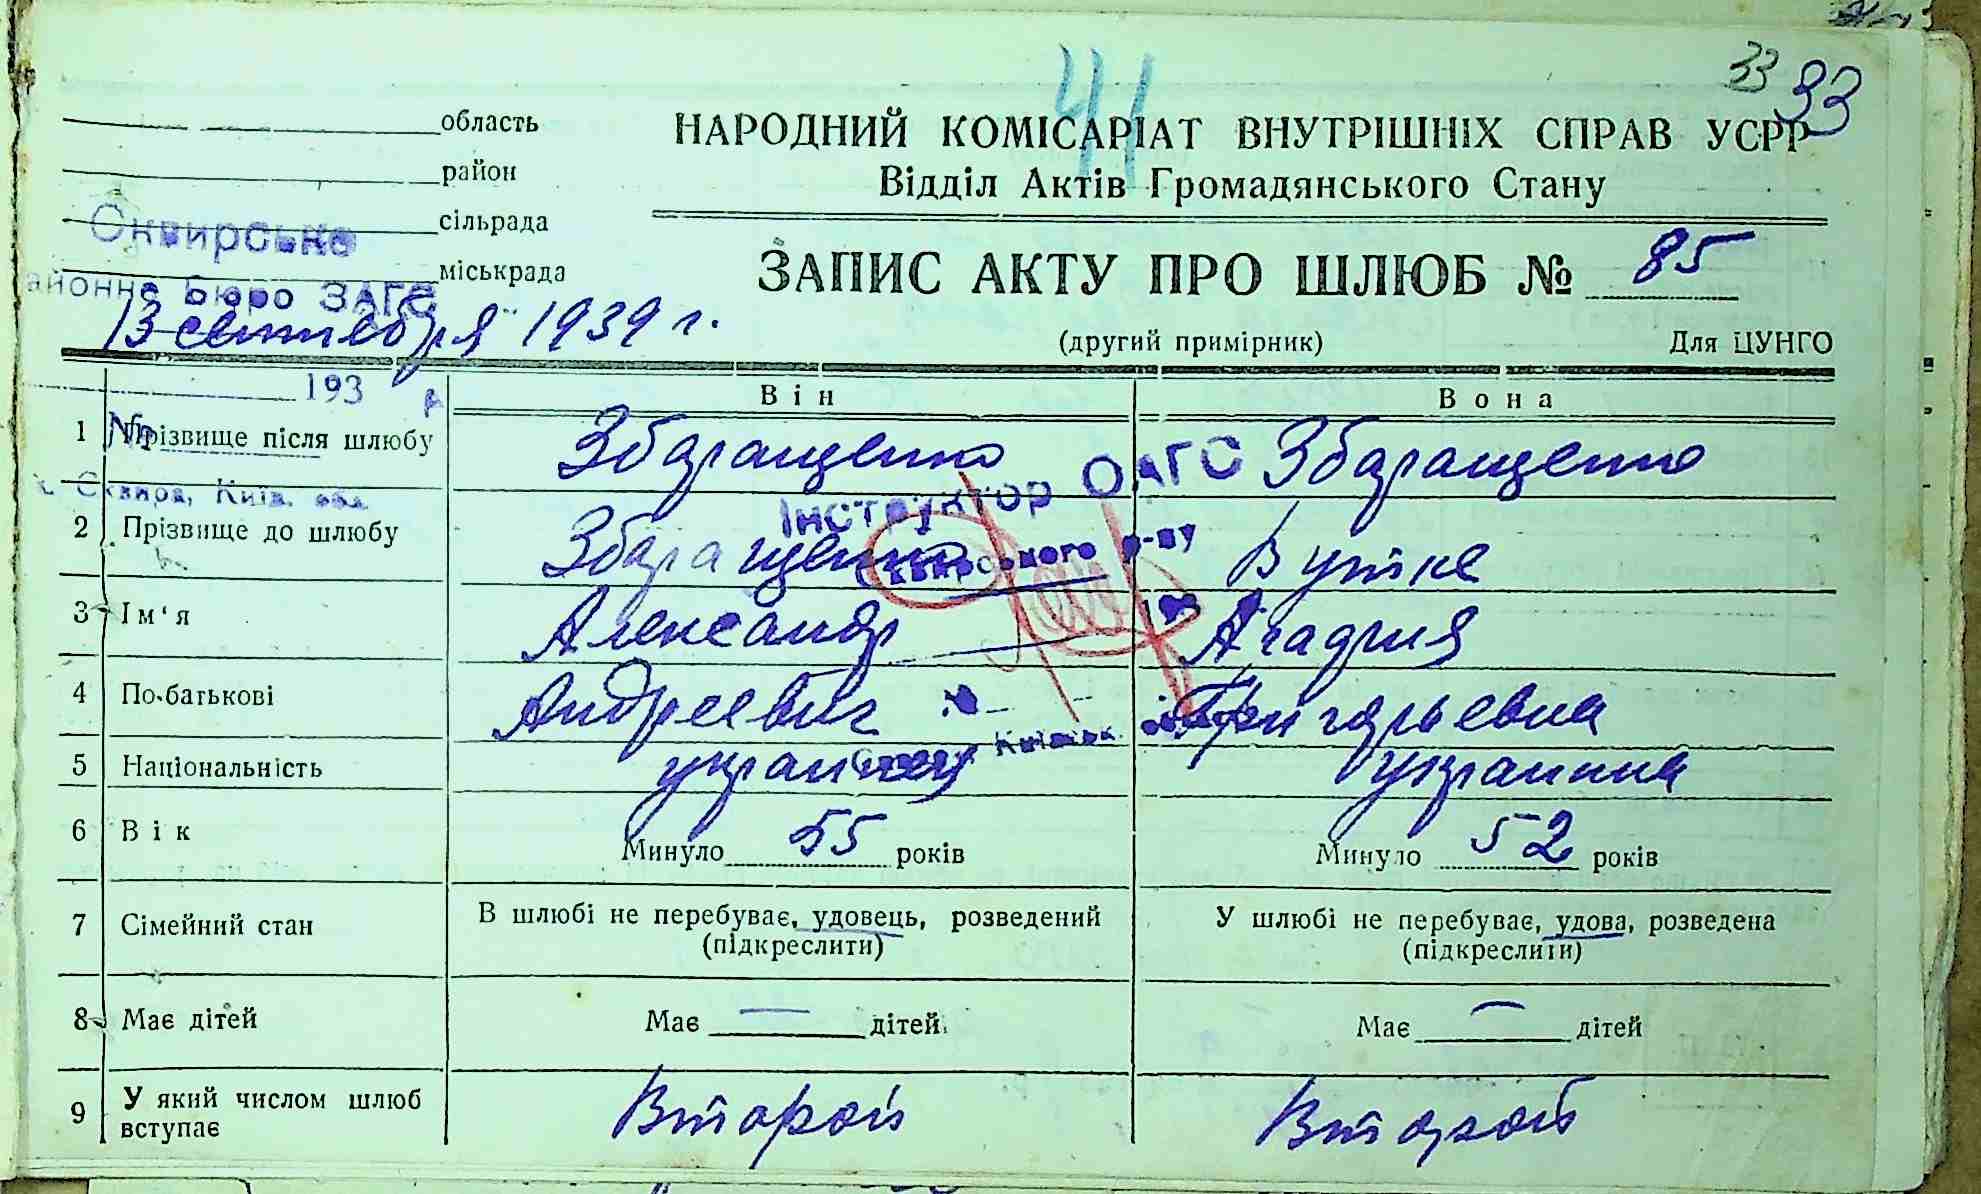 33 33
41
область
район
сільрада
міськрада
Сквирське
айонне Бюро ЗАГС
13 сентября 1939 г.
193
№
НАРОДНИЙ КОМІСАРІАТ ВНУТРІШНІХ СПРАВ УСРР
Відділ Актів Громадянського Стану
ЗАПИС АКТУ ПРО ШЛЮБ № 85
(другий примірник) Для ЦУНГО
Він Вона
1 Прізвище після шлюбу Збаращенко Збаращенко
Інструктор ОАГС
м. Сквира, Київ. обл.
2 Прізвище до шлюбу Збаращенко
Сквирського р-ну
3 Ім'я Александр
4 По-батькові Андреевич Григорьевна
Київськ.
5 Національність украинец украинка
6 Вік Минуло 55 років Минуло 52 років
7 Сімейний стан В шлюбі не перебуває, удовець, розведений У шлюбі не перебуває, удова, розведена
(підкреслити) (підкреслити)
8 Має дітей Має — дітей Має — дітей
9 У який числом шлюб вступає Второй Второй